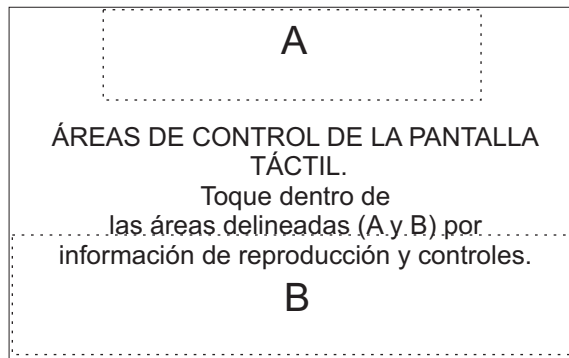 A
ÁREAS DE CONTROL DE LA PANTALLA
TÁCTIL.
Toque dentro de
las áreas delineadas (A y B) por
información de reproducción y controles.
B